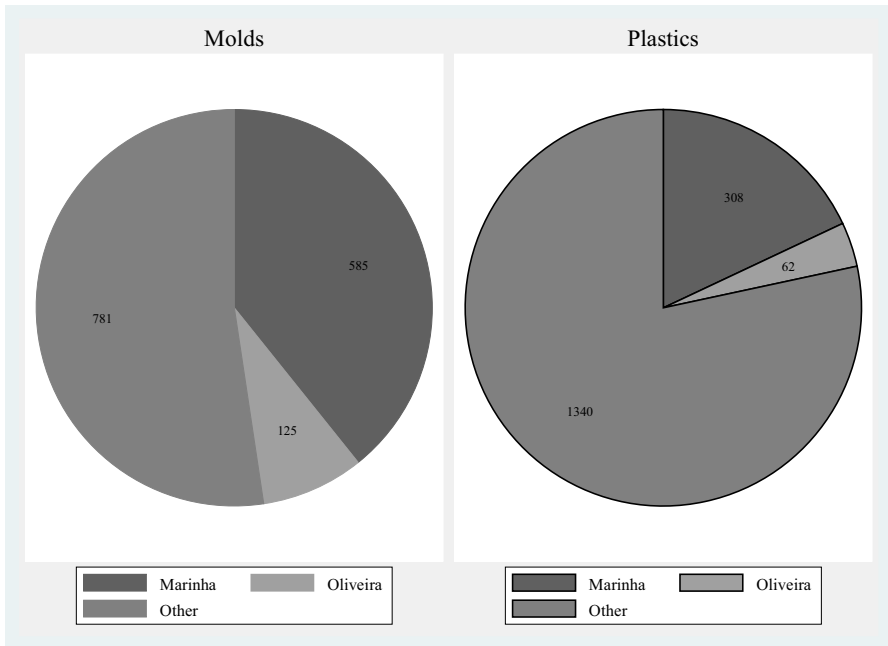 Molds
585
781
125
Marinha Oliveira
Other
Plastics
308
62
1340
Marinha Oliveira
Other